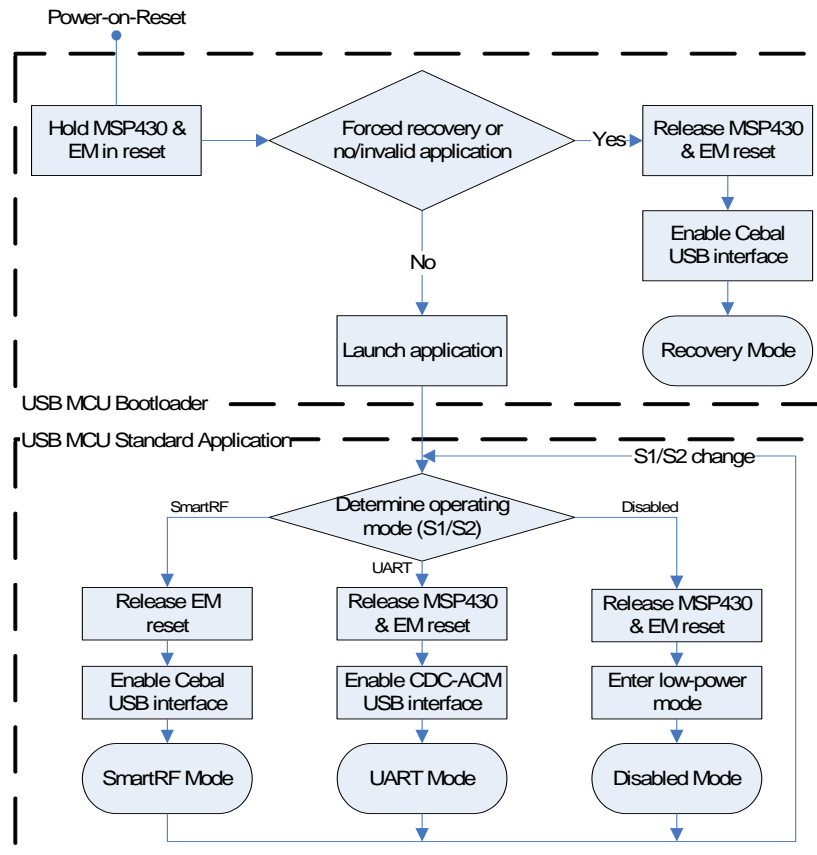 Power-on-Reset
Hold MSP430 &
EM in reset
Forced recovery or
no/invalid application
Yes
Release MSP430
& EM reset
Enable Cebal
USB interface
No
Launch application
Recovery Mode
USB MCU Bootloader
USB MCU Standard Application
S1/S2 change
Determine operating
mode (S1/S2)
SmartRF
Disabled
UART
Release EM
reset
Release MSP430
& EM reset
Release MSP430
& EM reset
Enable Cebal
USB interface
Enable CDC-ACM
USB interface
Enter low-power
mode
SmartRF Mode
UART Mode
Disabled Mode